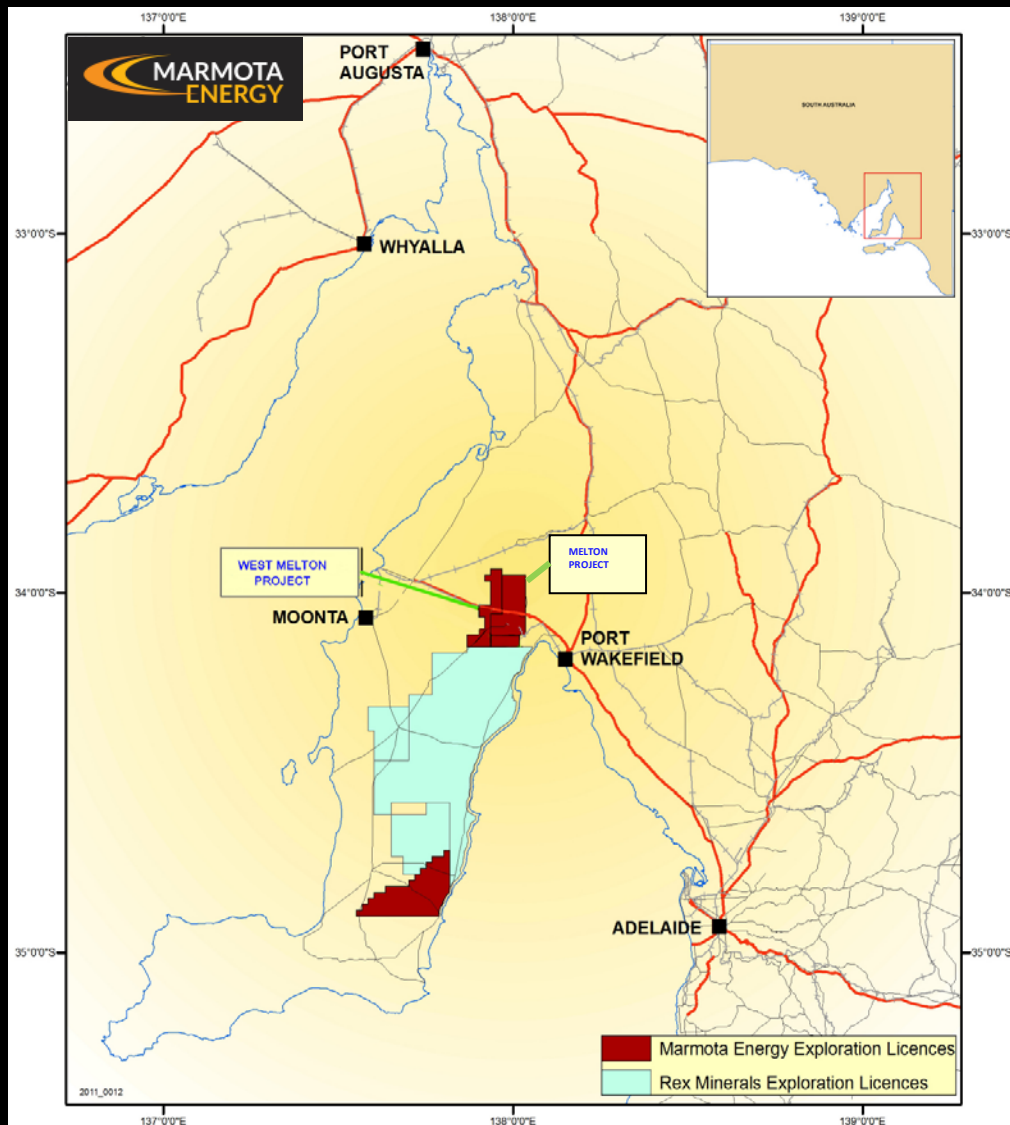 137°0'0"E
138°0'0"E
139°0'0"E
MARMOTA
ENERGY
PORT
AUGUSTA
SOUTH AUSTRALIA
33°0'0"S
33°0'0"S
WHYALLA
WEST MELTON
PROJECT
MELTON
PROJECT
34°0'0"S
34°0'0"S
MOONTA
PORT
WAKEFIELD
ADELAIDE
35°0'0"S
35°0'0"S
Marmota Energy Exploration Licences
Rex Minerals Exploration Licences
2011_0012
137°0'0"E
138°0'0"E
139°0'0"E